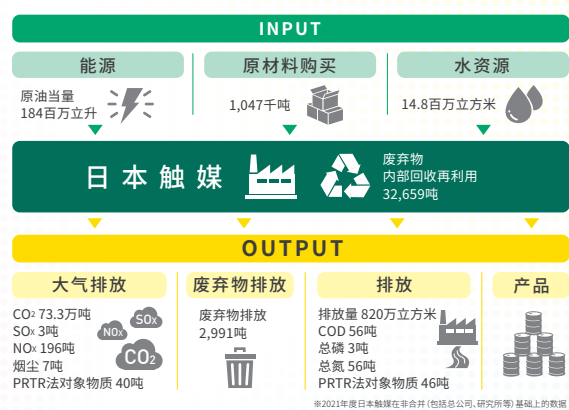 INPUT
能源
原材料购买
水资源
原油当量
184百万立升
1,047千吨
14.8百万立方米
日本触媒
废弃物
内部回收再利用
32,659吨
OUTPUT
大气排放
废弃物排放
排放
产品
CO2 73.3万吨
SOx 3吨
NOx 196吨
烟尘 7吨
PRTR法对象物质 40吨
SOx
NOx
CO2
废弃物排放
2,991吨
排放量 820万立方米
COD 56吨
总磷 3吨
总氮 56吨
PRTR法对象物质 46吨
※2021年度日本触媒在非合并(包括总公司、研究所等)基础上的数据